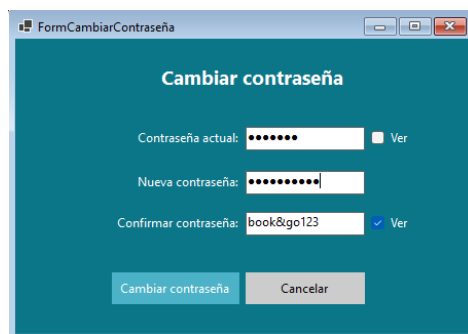 FormCambiarContraseña
Cambiar contraseña
Contraseña actual: ●●●●●●● Ver
Nueva contraseña: ●●●●●●●●●●
Confirmar contraseña: book&go123 Ver
Cambiar contraseña Cancelar